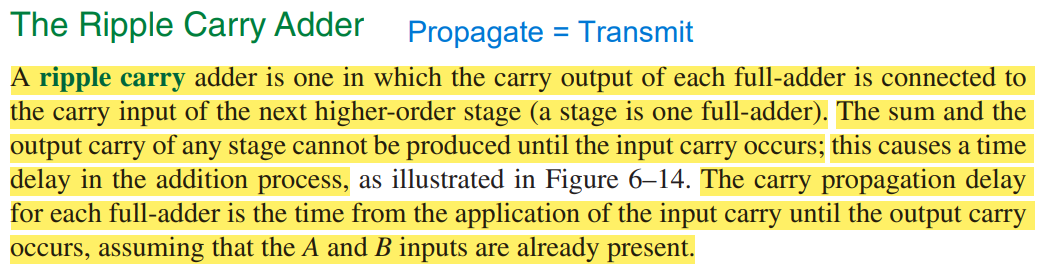 The Ripple Carry Adder Propagate = Transmit
A ripple carry adder is one in which the carry output of each full-adder is connected to
the carry input of the next higher-order stage (a stage is one full-adder). The sum and the
output carry of any stage cannot be produced until the input carry occurs; this causes a time
delay in the addition process, as illustrated in Figure 6–14. The carry propagation delay
for each full-adder is the time from the application of the input carry until the output carry
occurs, assuming that the A and B inputs are already present.